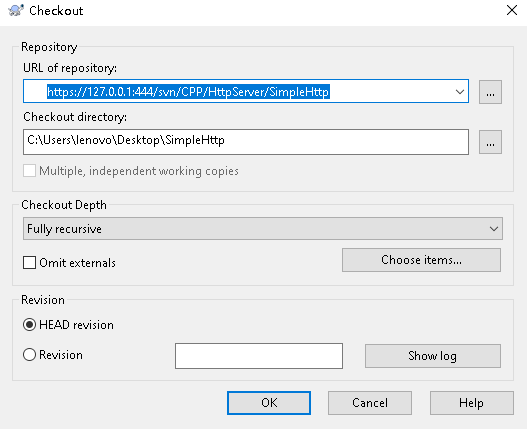 Checkout
Repository
URL of repository:
https://127.0.0.1:444/svn/CPP/HttpServer/SimpleHttp
...
Checkout directory:
C:\Users\lenovo\Desktop\SimpleHttp
...
Multiple, independent working copies
Checkout Depth
Fully recursive
Omit externals
Choose items...
Revision
HEAD revision
Revision
Show log
OK
Cancel
Help